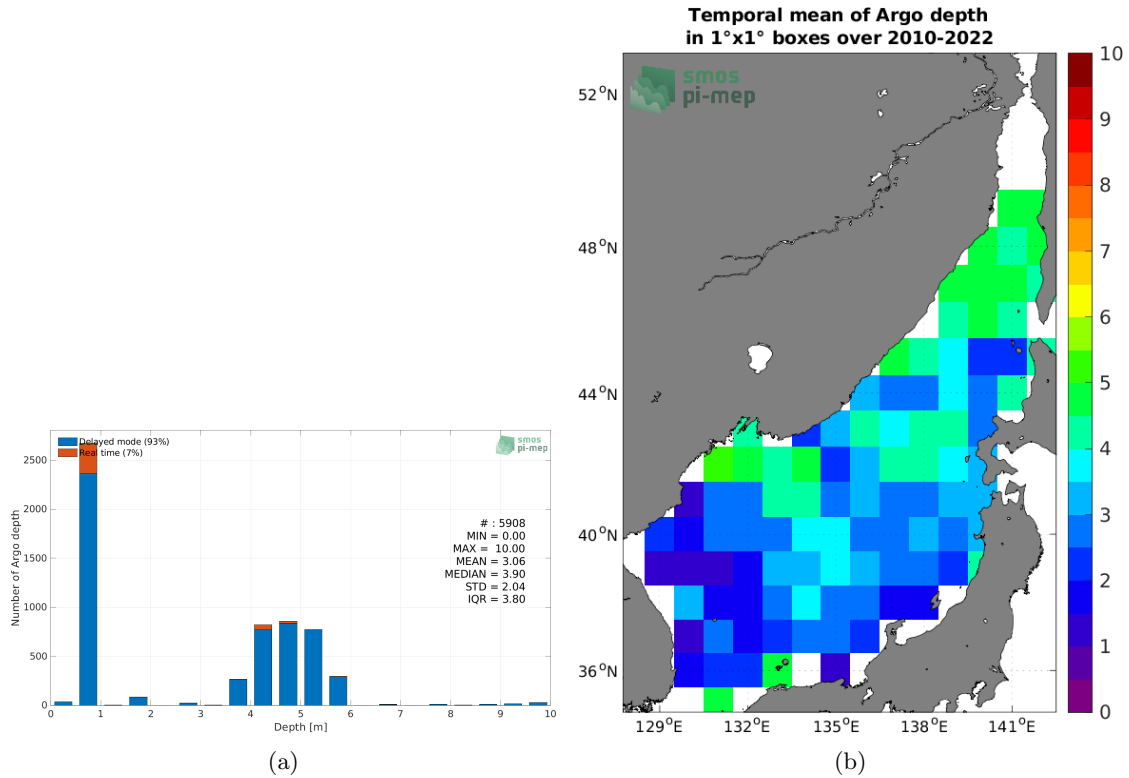 Delayed mode (93%)
Real time (7%)
smos
pi-mep
# : 5908
MIN = 0.00
MAX = 10.00
MEAN = 3.06
MEDIAN = 3.90
STD = 2.04
IQR = 3.80
Number of Argo depth
2500
2000
1500
1000
500
0
0 1 2 3 4 5 6 7 8 9 10
Depth [m]
(a)
Temporal mean of Argo depth
in 1°x1° boxes over 2010-2022
smos
pi-mep
52°N
48°N
44°N
40°N
36°N
129°E 132°E 135°E 138°E 141°E
10
9
8
7
6
5
4
3
2
1
0
(b)